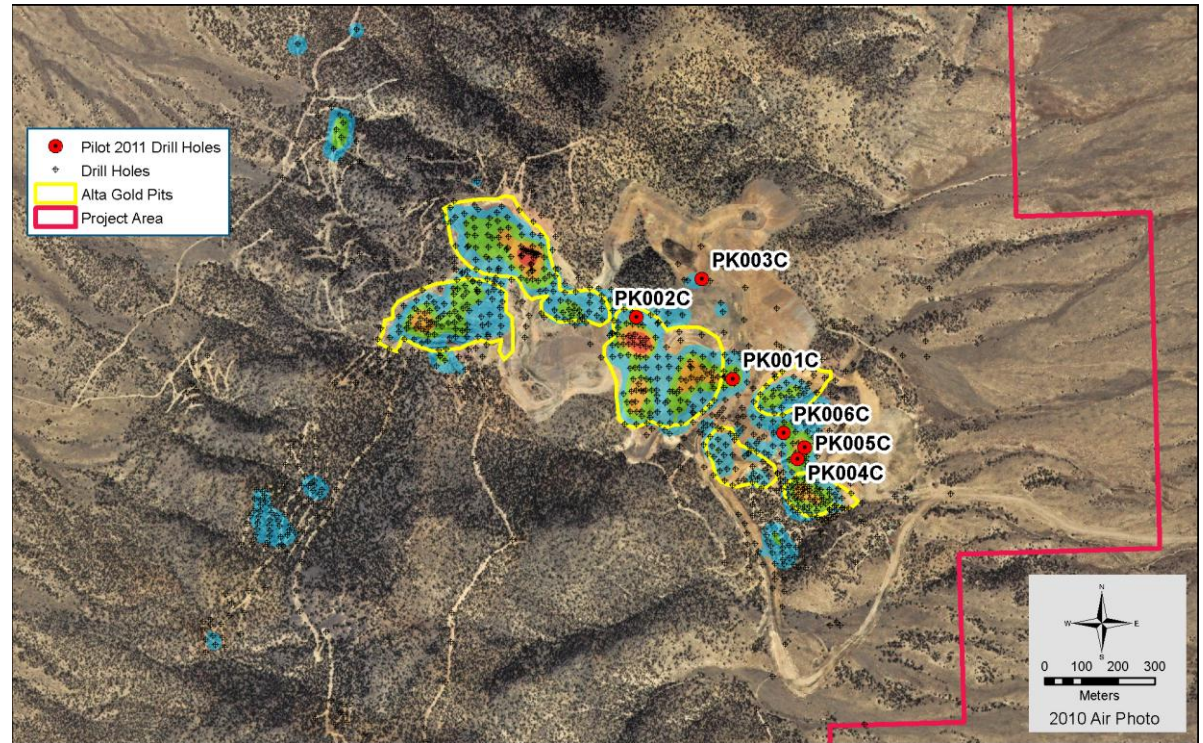 Pilot 2011 Drill Holes
Drill Holes
Alta Gold Pits
Project Area
PK003C
PK002C
PK001C
PK006C
PK005C
PK004C
N
W E
S
0 100 200 300
Meters
2010 Air Photo